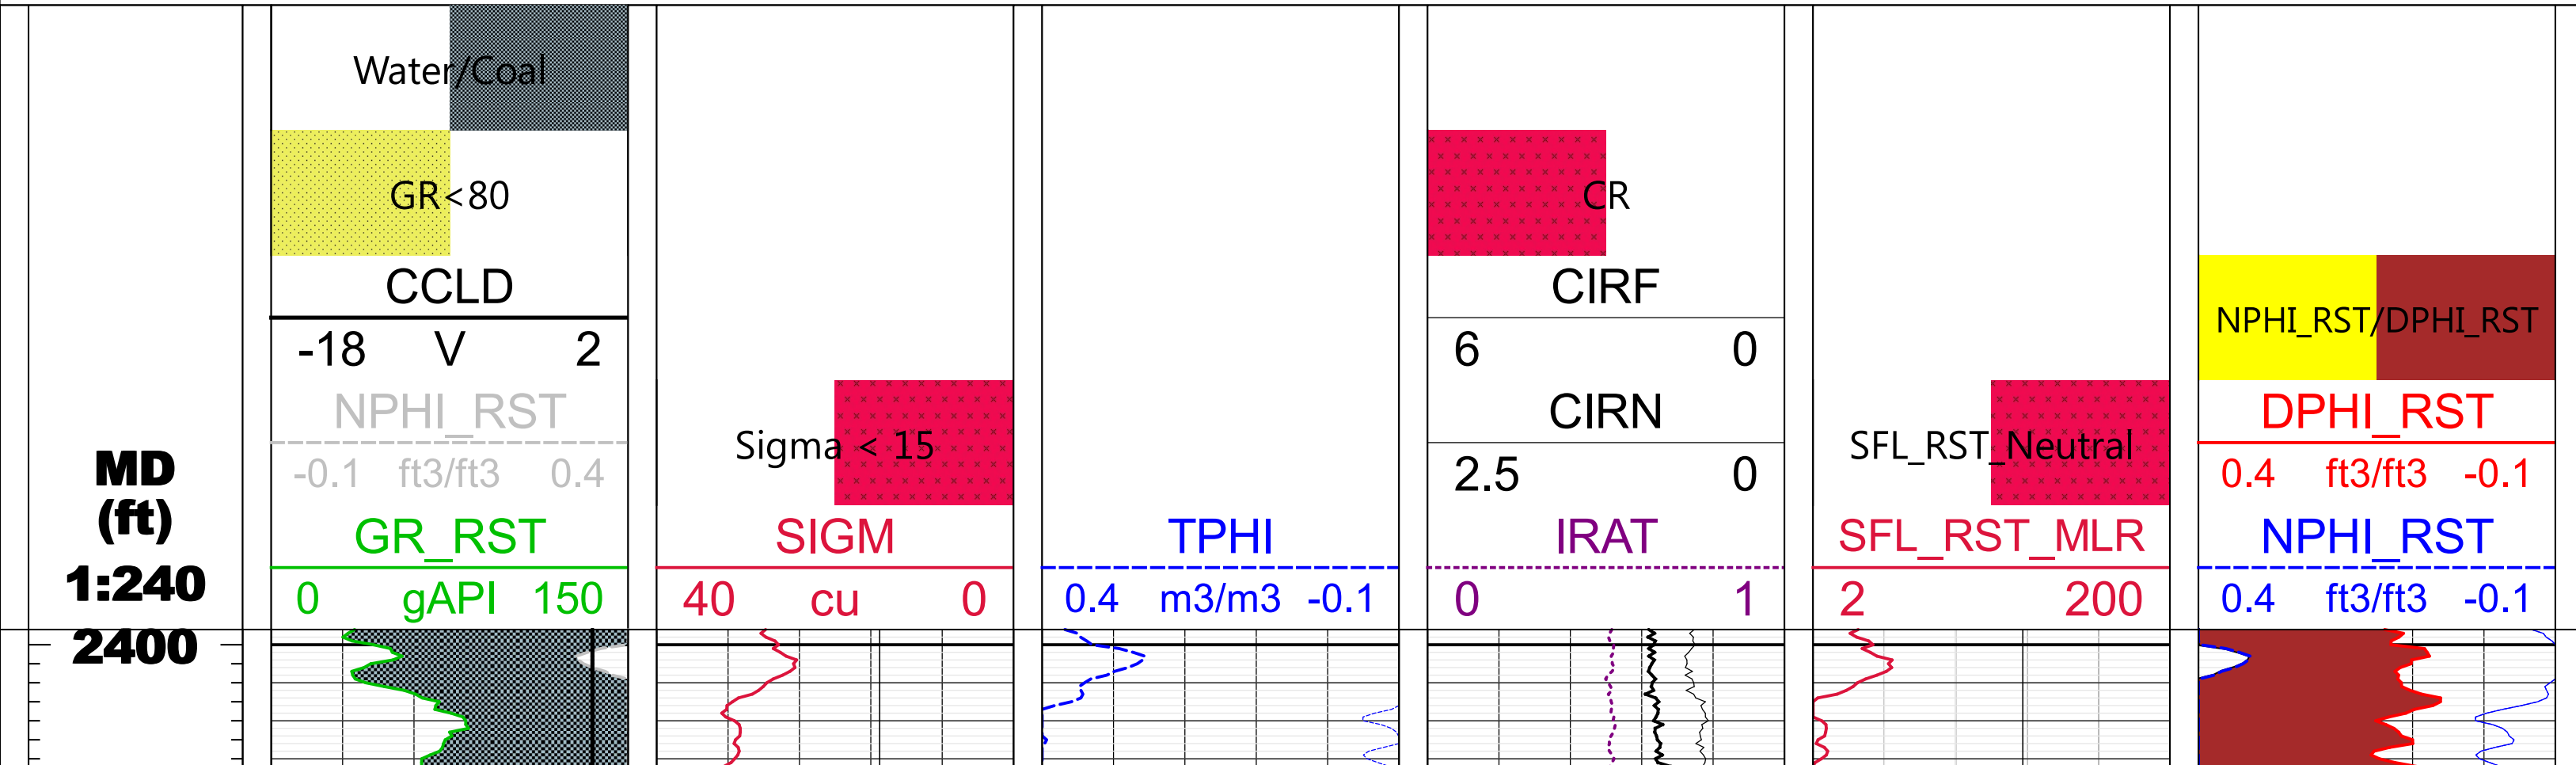 MD
(ft)
1:240
2400
Water/Coal
GR<80
CCLD
-18 V 2
NPHI_RST
-0.1 ft3/ft3 0.4
GR_RST
0 gAPI 150
Sigma < 15
SIGM
40 cu 0
TPHI
0.4 m3/m3 -0.1
CR
CIRF
6 0
CIRN
2.5 0
IRAT
0 1
SFL_RST_Neutral
SFL_RST_MLR
2 200
NPHI_RST/DPHI_RST
DPHI_RST
0.4 ft3/ft3 -0.1
NPHI_RST
0.4 ft3/ft3 -0.1